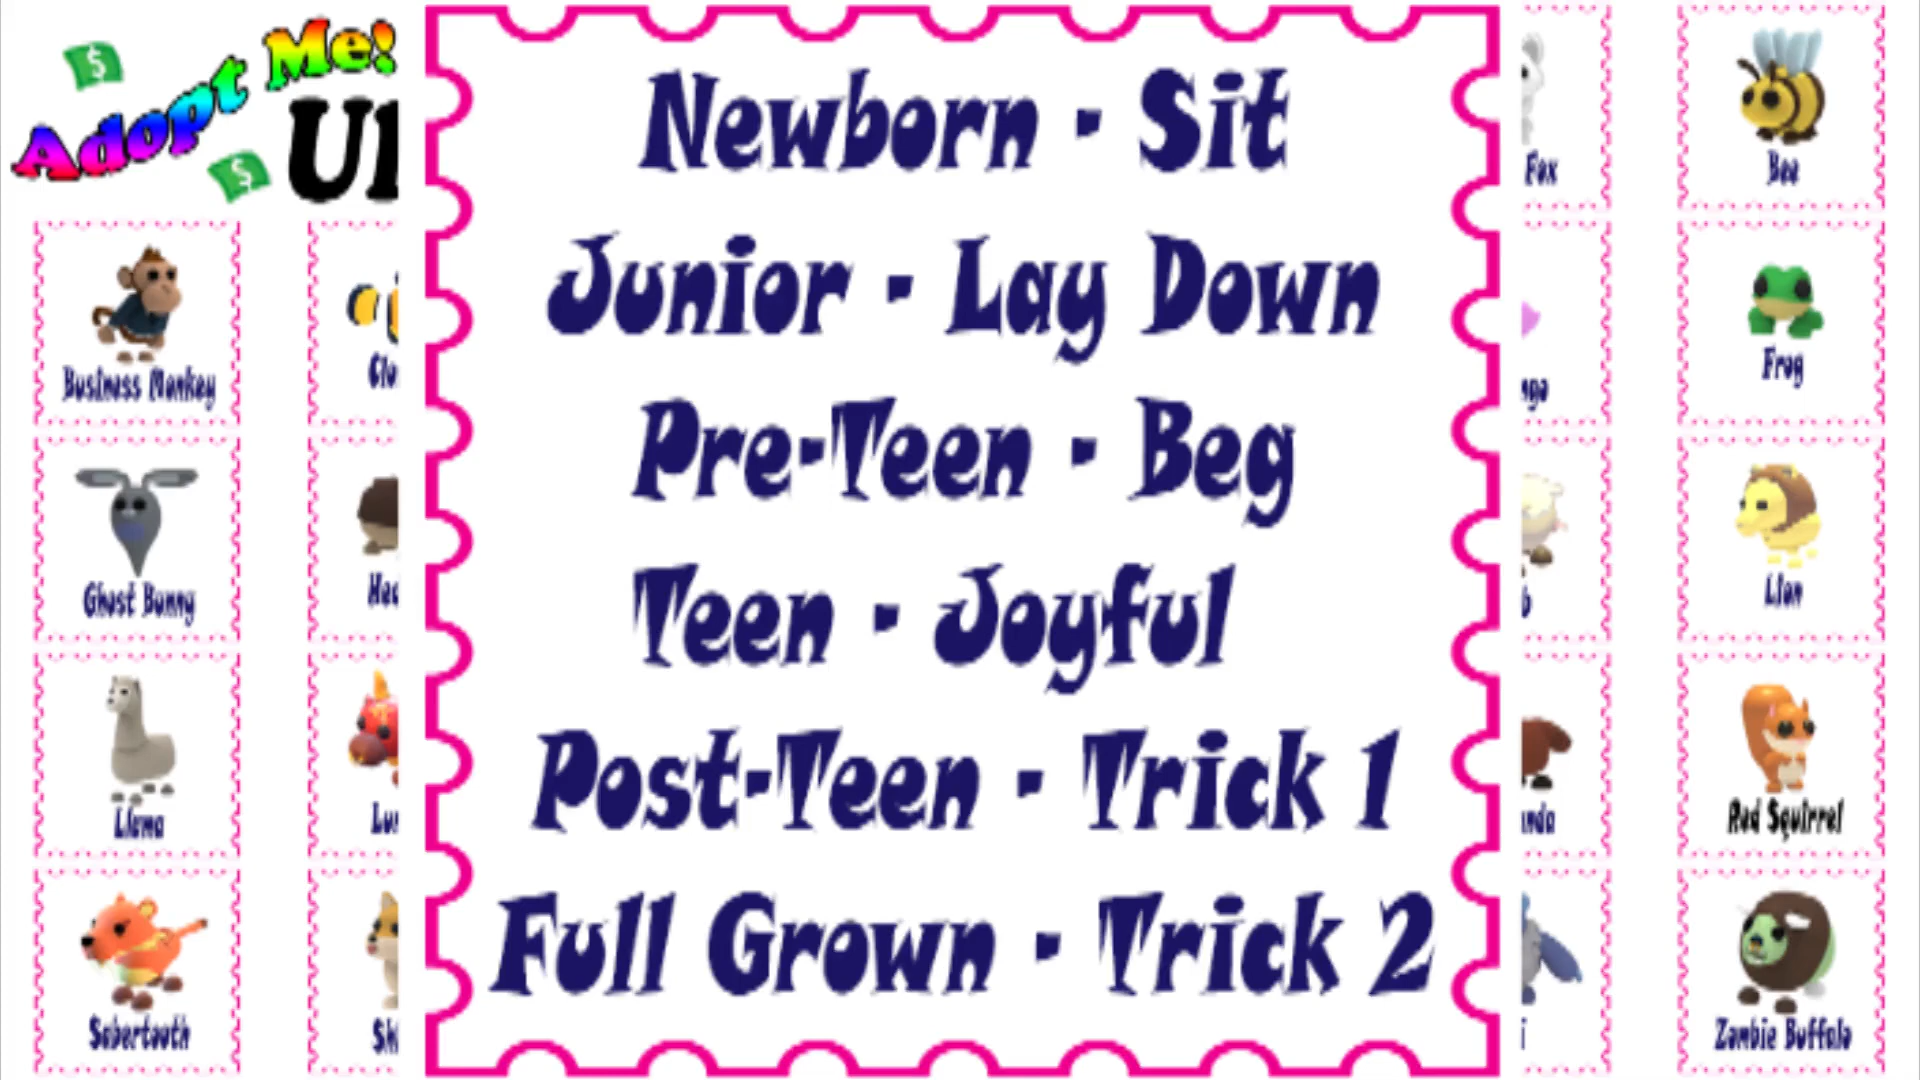 Adopt Me!
Newborn - Sit
Junior - Lay Down
Pre-Teen - Beg
Teen - Joyful
Post-Teen - Trick 1
Full Grown - Trick 2
Business Monkey
Ghost Bunny
Llama
Sabertooth
Fox
Bee
Frog
Lion
Red Squirrel
Zombie Buffalo